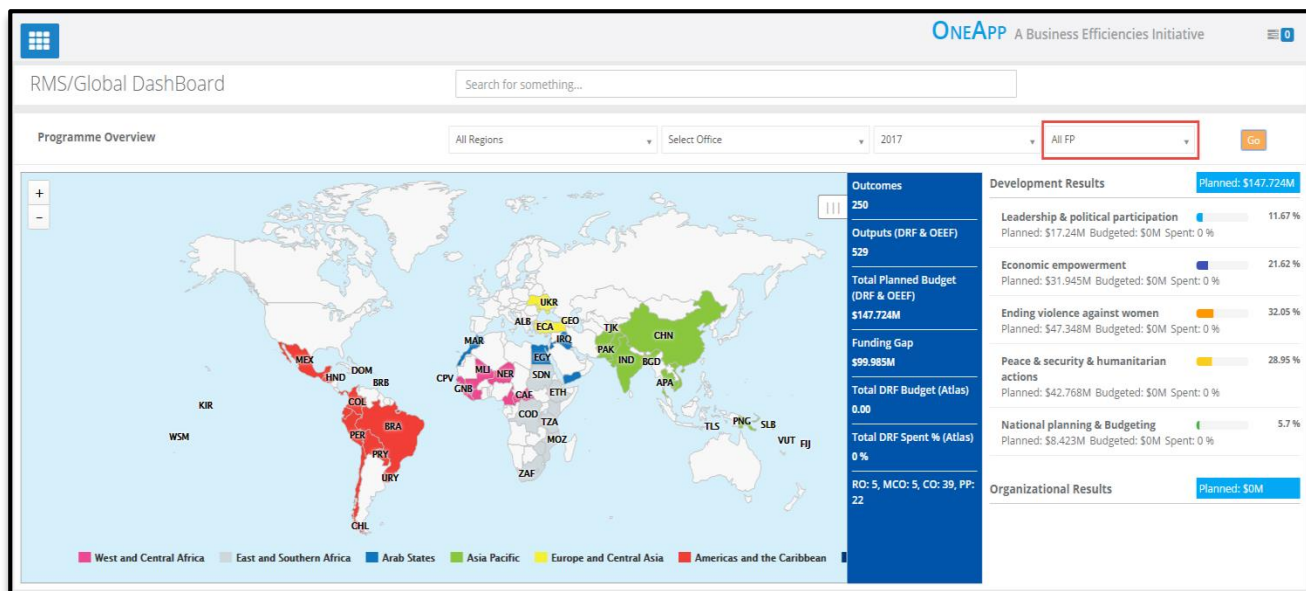 ONEAPP A Business Efficiencies Initiative
0
RMS/Global DashBoard
Search for something...
Programme Overview
All Regions
Select Office
2017
All FP
Go
+
-
UKR
ALB
ECA
GEO
TJK
CHN
MAR
IRQ
PAK
EGY
IND
BGD
MEX
DOM
HND
BRB
CPV
MLI
NER
SDN
GNB
CAF
ETH
APA
KIR
COL
COD
TZA
TLS
PNG
SLB
WSM
PER
BRA
MOZ
VUT
FIJ
PRY
URY
ZAF
CHL
West and Central Africa
East and Southern Africa
Arab States
Asia Pacific
Europe and Central Asia
Americas and the Caribbean
Outcomes
250
Outputs (DRF & OEEF)
529
Total Planned Budget
(DRF & OEEF)
$147.724M
Funding Gap
$99.985M
Total DRF Budget (Atlas)
0.00
Total DRF Spent % (Atlas)
0 %
RO: 5, MCO: 5, CO: 39, PP:
22
Development Results
Planned: $147.724M
Leadership & political participation
11.67 %
Planned: $17.24M Budgeted: $0M Spent: 0 %
Economic empowerment
21.62 %
Planned: $31.945M Budgeted: $0M Spent: 0 %
Ending violence against women
32.05 %
Planned: $47.348M Budgeted: $0M Spent: 0 %
Peace & security & humanitarian
28.95 %
actions
Planned: $42.768M Budgeted: $0M Spent: 0 %
National planning & Budgeting
5.7 %
Planned: $8.423M Budgeted: $0M Spent: 0 %
Organizational Results
Planned: $0M